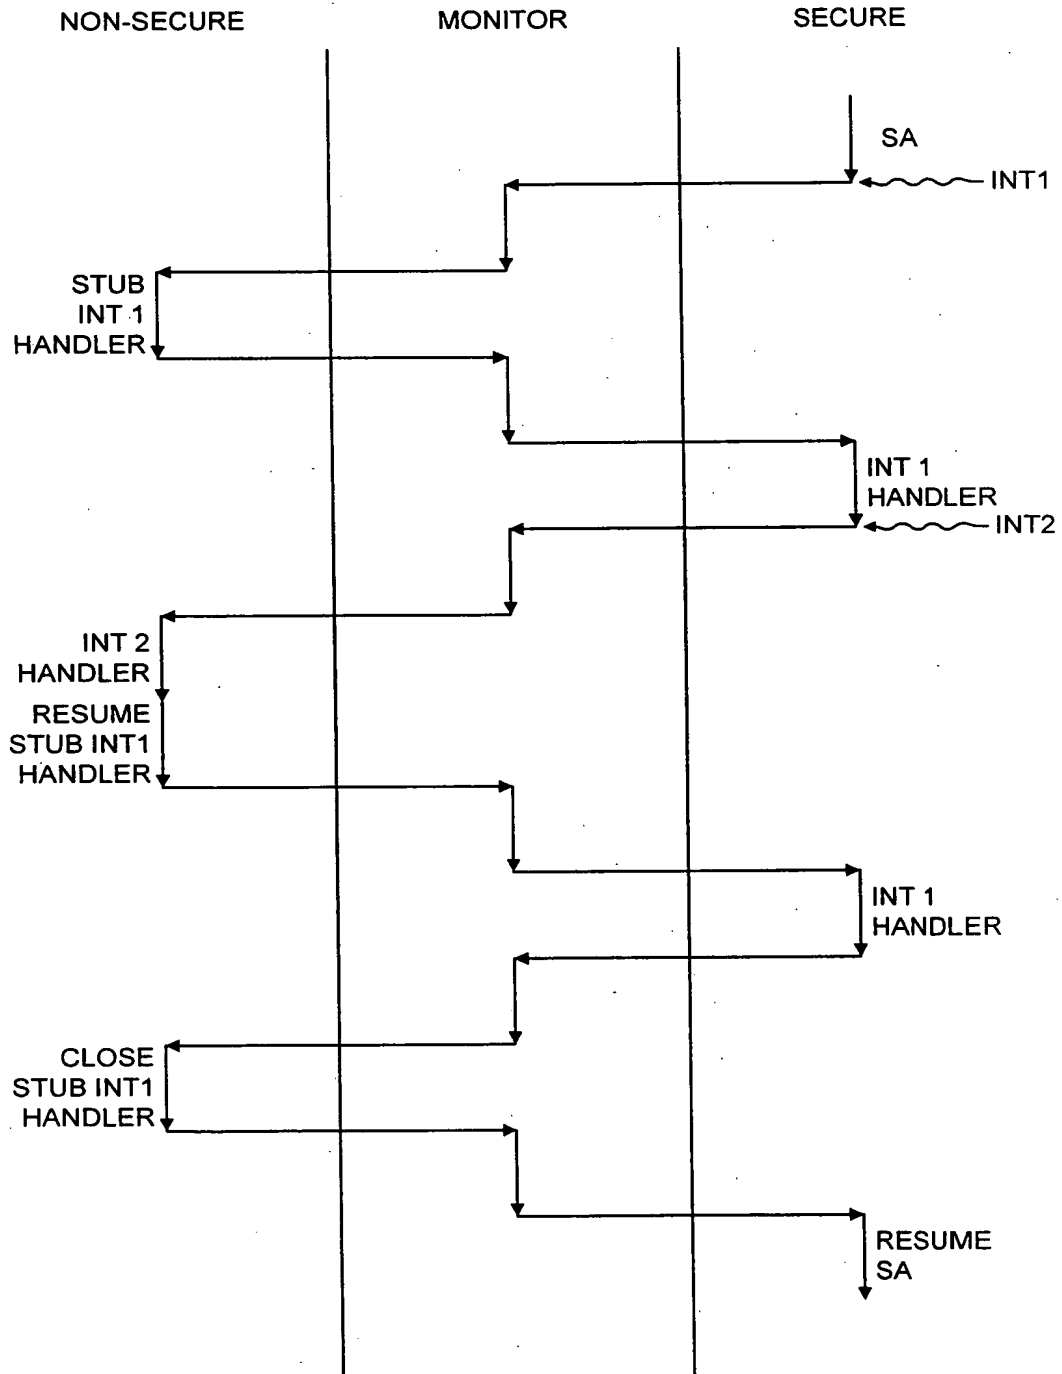 NON-SECURE MONITOR SECURE
SA
INT1
STUB
INT 1
HANDLER
INT 1
HANDLER
INT2
INT 2
HANDLER
RESUME
STUB INT1
HANDLER
INT 1
HANDLER
CLOSE
STUB INT1
HANDLER
RESUME
SA